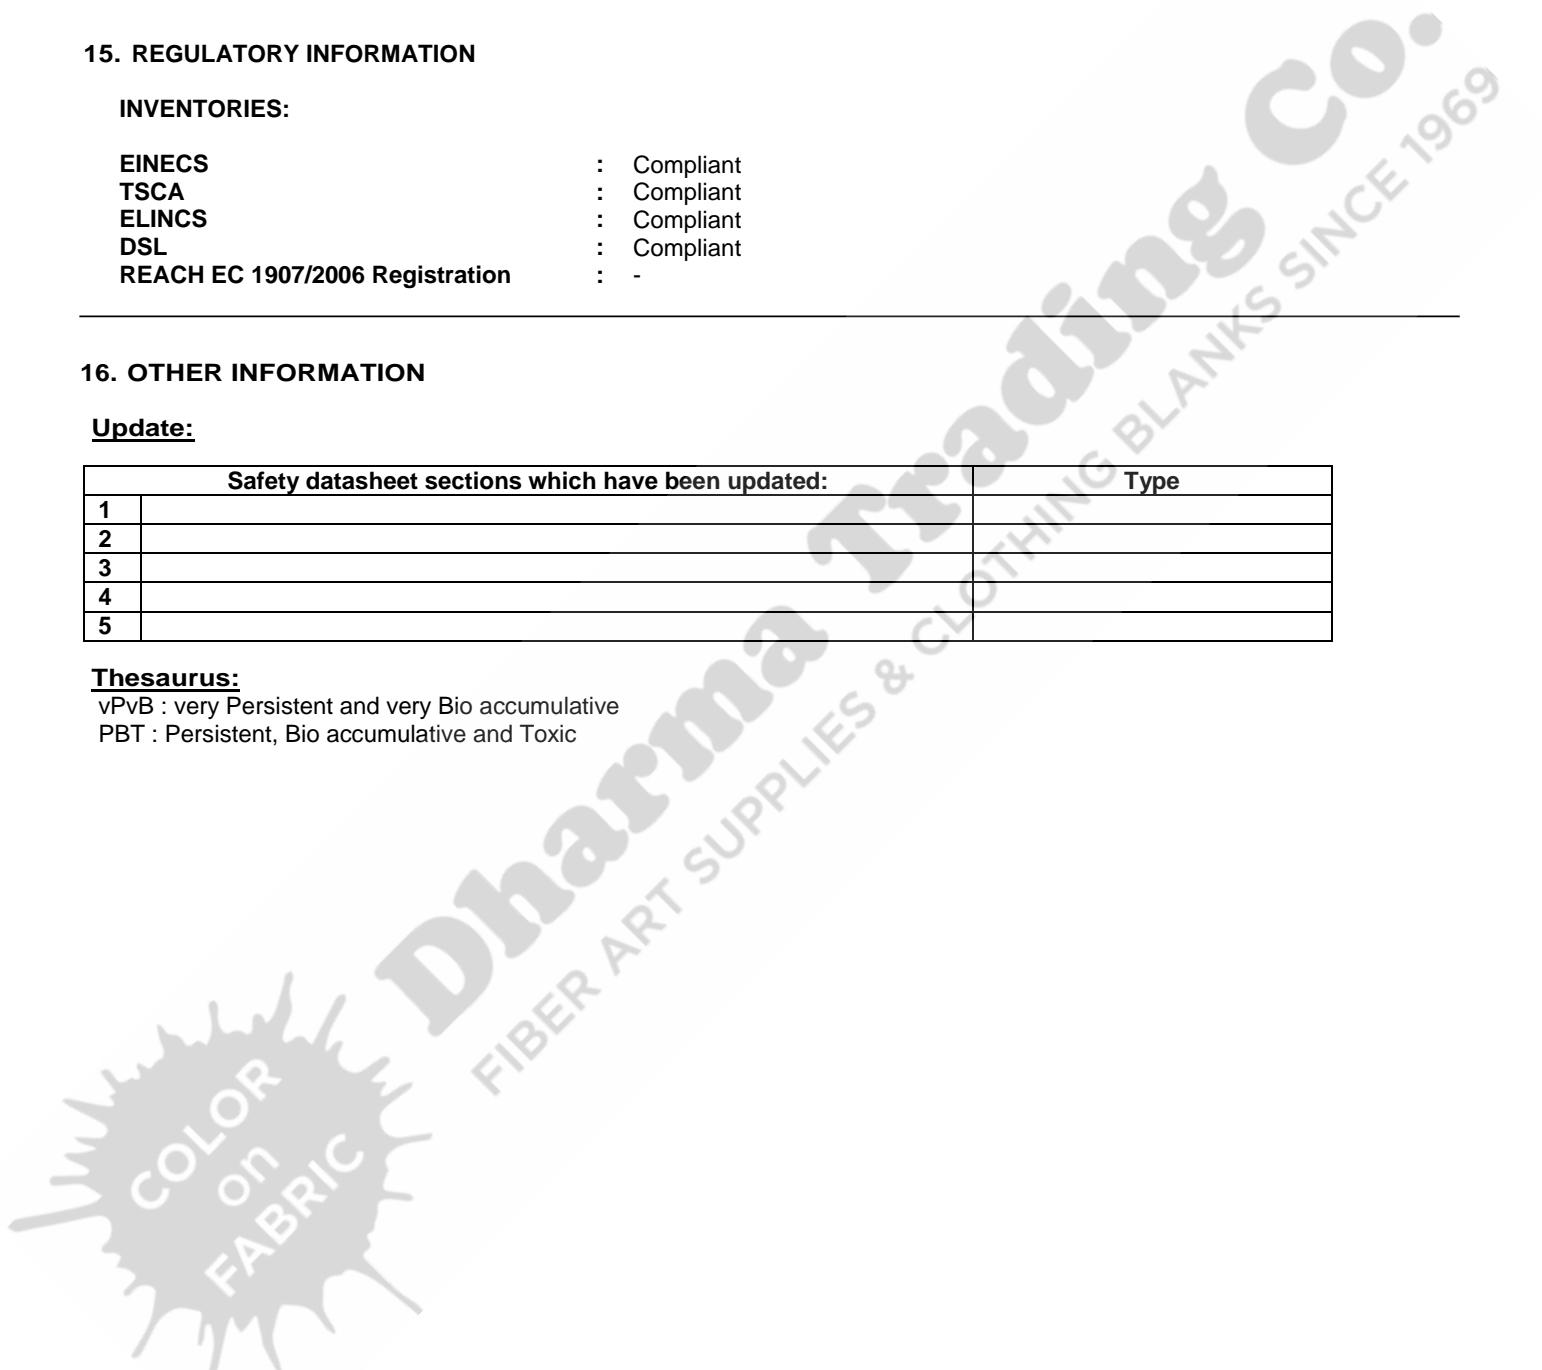 15. REGULATORY INFORMATION
INVENTORIES:
EINECS : Compliant
TSCA : Compliant
ELINCS : Compliant
DSL : Compliant
REACH EC 1907/2006 Registration : -
16. OTHER INFORMATION
Update:
Safety datasheet sections which have been updated: Type
1
2
3
4
5
Thesaurus:
vPvB : very Persistent and very Bio accumulative
PBT : Persistent, Bio accumulative and Toxic
Dharma Trading Co.
FIBER ART SUPPLIES & CLOTHING BLANKS SINCE 1969
COLOR
on
FABRIC